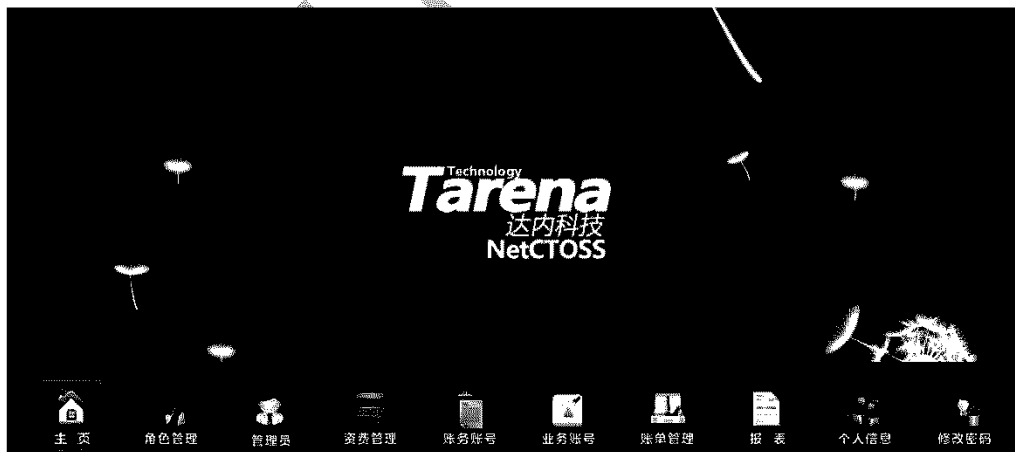 Technology
Tarena
达内科技
NetCTOSS
主 页 角色管理 管理员 资费管理 账务账号 业务账号 账单管理 报 表 个人信息 修改密码